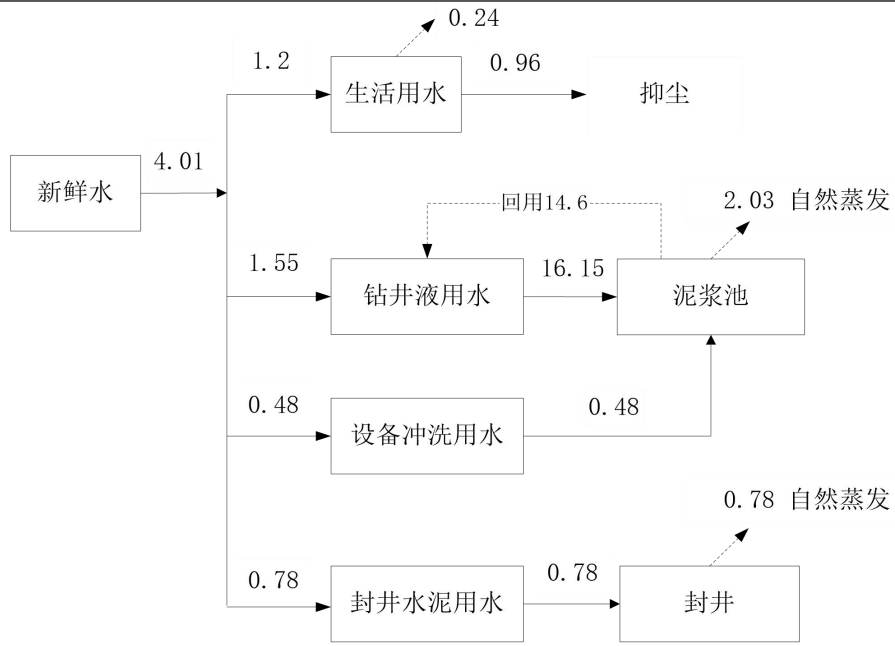 0.24
1.2
0.96
生活用水
抑尘
4.01
新鲜水
回用14.6
2.03 自然蒸发
1.55
16.15
钻井液用水
泥浆池
0.48
0.48
设备冲洗用水
0.78 自然蒸发
0.78
0.78
封井水泥用水
封井